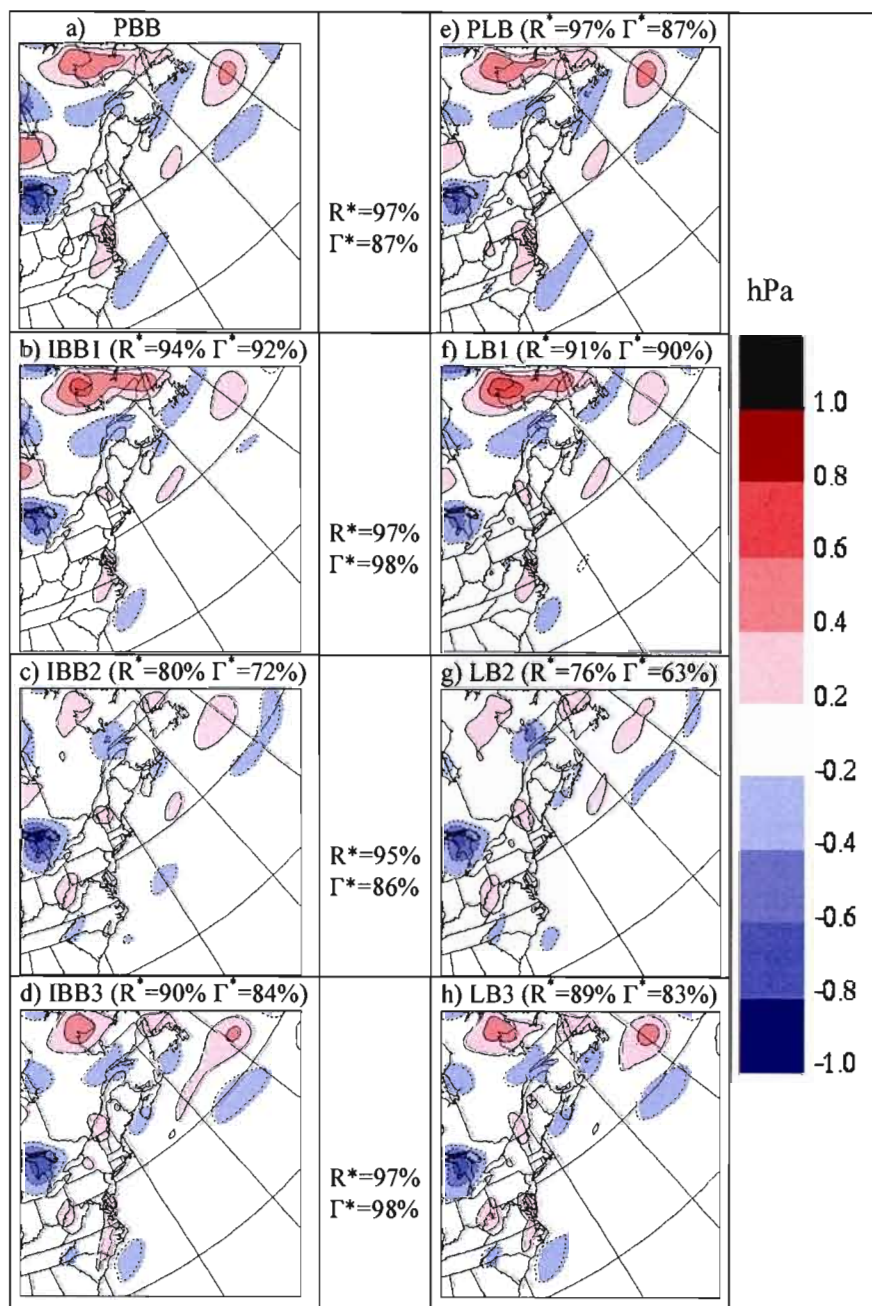 a) PBB
e) PLB (R*=97% Γ*=87%)
R*=97%
Γ*=87%
b) IBB1 (R*=94% Γ*=92%)
f) LB1 (R*=91% Γ*=90%)
R*=97%
Γ*=98%
c) IBB2 (R*=80% Γ*=72%)
g) LB2 (R*=76% Γ*=63%)
R*=95%
Γ*=86%
d) IBB3 (R*=90% Γ*=84%)
h) LB3 (R*=89% Γ*=83%)
R*=97%
Γ*=98%
hPa
1.0
0.8
0.6
0.4
0.2
-0.2
-0.4
-0.6
-0.8
-1.0